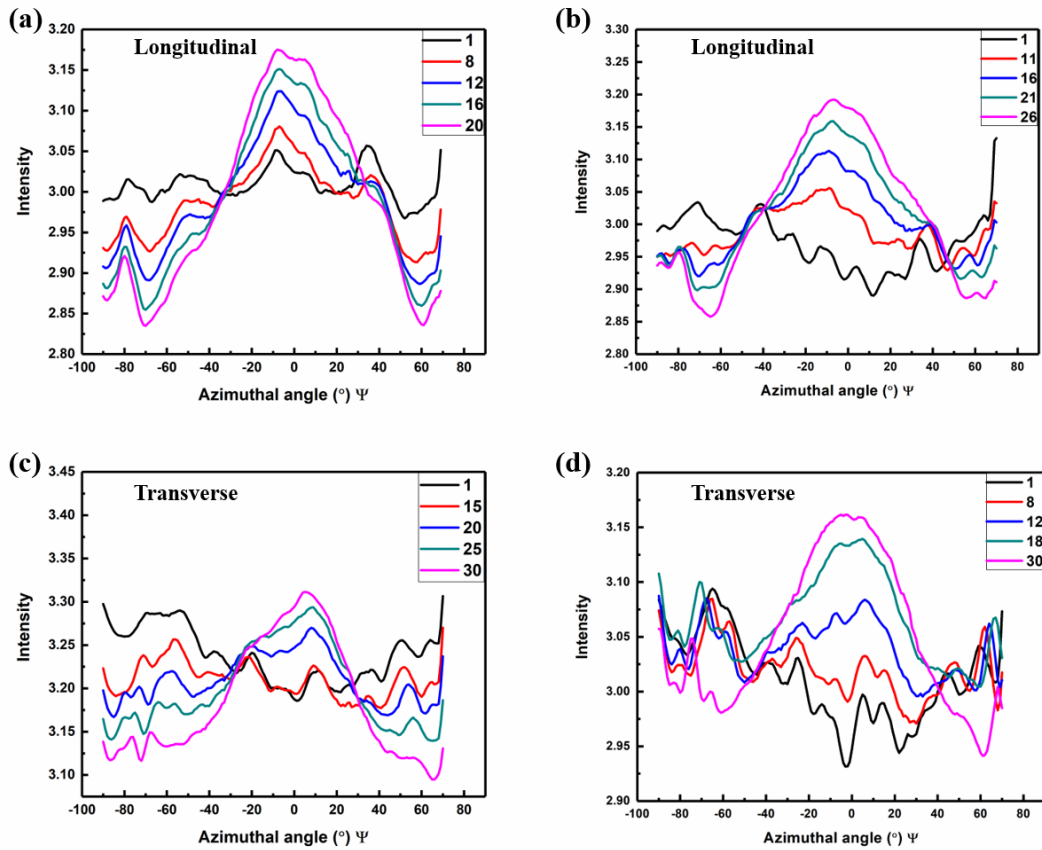 (a)
Longitudinal
1
8
12
16
20
3.20
3.15
3.10
3.05
3.00
2.95
2.90
2.85
2.80
Intensity
-100 -80 -60 -40 -20 0 20 40 60 80
Azimuthal angle (°) Ψ
(b)
Longitudinal
1
11
16
21
26
3.30
3.25
3.20
3.15
3.10
3.05
3.00
2.95
2.90
2.85
2.80
Intensity
-100 -80 -60 -40 -20 0 20 40 60 80
Azimuthal angle (°) Ψ
(c)
Transverse
1
15
20
25
30
3.45
3.40
3.35
3.30
3.25
3.20
3.15
3.10
Intensity
-100 -80 -60 -40 -20 0 20 40 60 80
Azimuthal angle (°) Ψ
(d)
Transverse
1
8
12
18
30
3.20
3.15
3.10
3.05
3.00
2.95
2.90
Intensity
-100 -80 -60 -40 -20 0 20 40 60 80
Azimuthal angle (°) Ψ